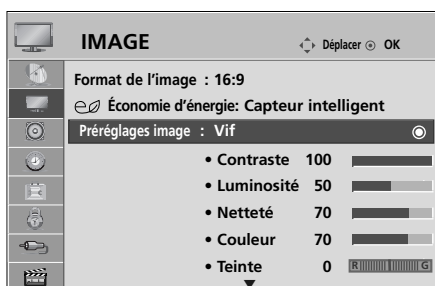 IMAGE Déplacer OK
Format de l'image : 16:9
Économie d'énergie: Capteur intelligent
Préréglages image : Vif
• Contraste 100
• Luminosité 50
• Netteté 70
• Couleur 70
• Teinte 0 R G